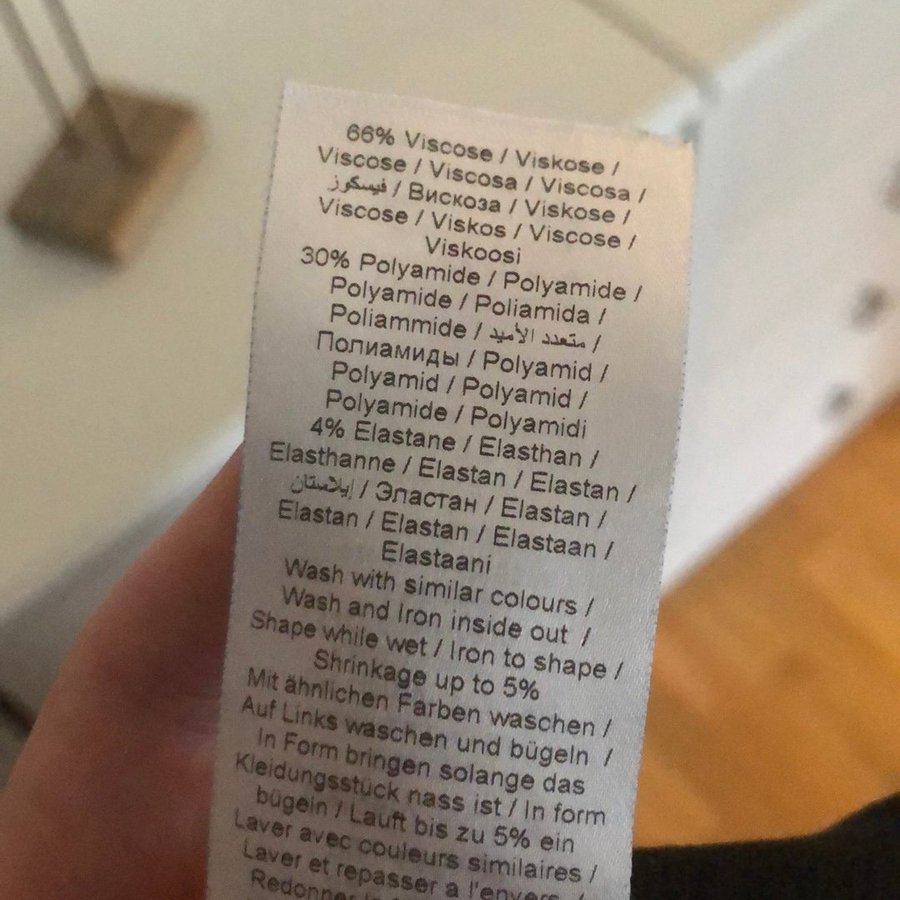 66% Viscose / Viskose /
Viscose / Viscosa / Viscosa /
فيسكوز / Вискоза / Viskose /
Viscose / Viskos / Viscose /
Viskoosi
30% Polyamide / Polyamide /
Polyamide / Poliamida /
Poliammide / متعدد الأميد /
Полиамиды / Polyamid /
Polyamid / Polyamid /
Polyamide / Polyamidi
4% Elastane / Elasthan /
Elasthanne / Elastan / Elastan /
إيلاستان / Эластан / Elastan /
Elastan / Elastan / Elastaan /
Elastaani
Wash with similar colours /
Wash and Iron inside out /
Shape while wet / Iron to shape /
Shrinkage up to 5%
Mit ähnlichen Farben waschen /
Auf Links waschen und bügeln /
In Form bringen solange das
Kleidungsstück nass ist / In form
bügeln / Lauft bis zu 5% ein
Laver avec couleurs similaires /
Laver et repasser a l'envers /
Redonner